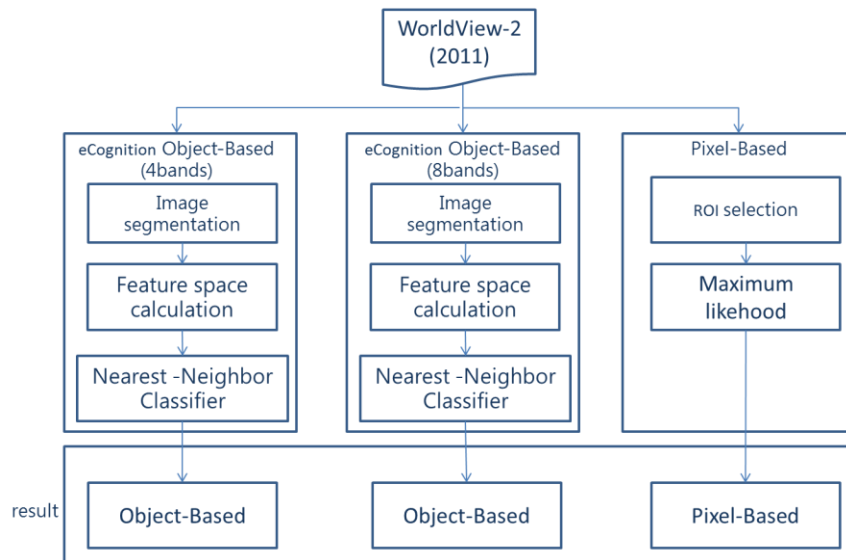 WorldView-2
(2011)
eCognition Object-Based
(4bands)
Image
segmentation
Feature space
calculation
Nearest -Neighbor
Classifier
eCognition Object-Based
(8bands)
Image
segmentation
Feature space
calculation
Nearest -Neighbor
Classifier
Pixel-Based
ROI selection
Maximum
likehood
result
Object-Based
Object-Based
Pixel-Based